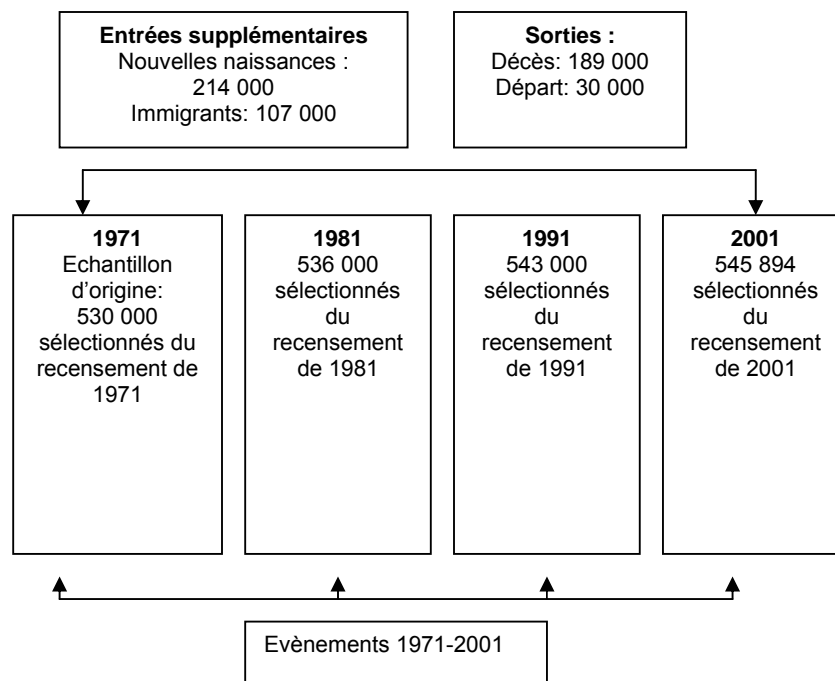 Entrées supplémentaires
Nouvelles naissances :
214 000
Immigrants: 107 000
Sorties :
Décès: 189 000
Départ: 30 000
1971
Echantillon
d'origine:
530 000
sélectionnés du
recensement de
1971
1981
536 000
sélectionnés
du
recensement
de 1981
1991
543 000
sélectionnés
du
recensement
de 1991
2001
545 894
sélectionnés
du
recensement
de 2001
Evènements 1971-2001